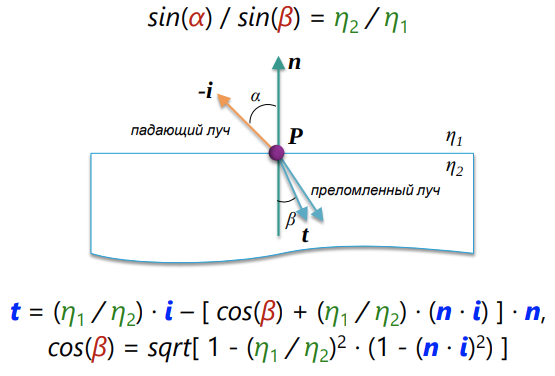 sin(α) / sin(β) = η₂ / η₁
n
-i
α
падающий луч
P
η₁
η₂
преломленный луч
β
t
t = (η₁ / η₂) · i – [ cos(β) + (η₁ / η₂) · (n · i) ] · n,
cos(β) = sqrt[ 1 - (η₁ / η₂)² · (1 - (n · i)²) ]